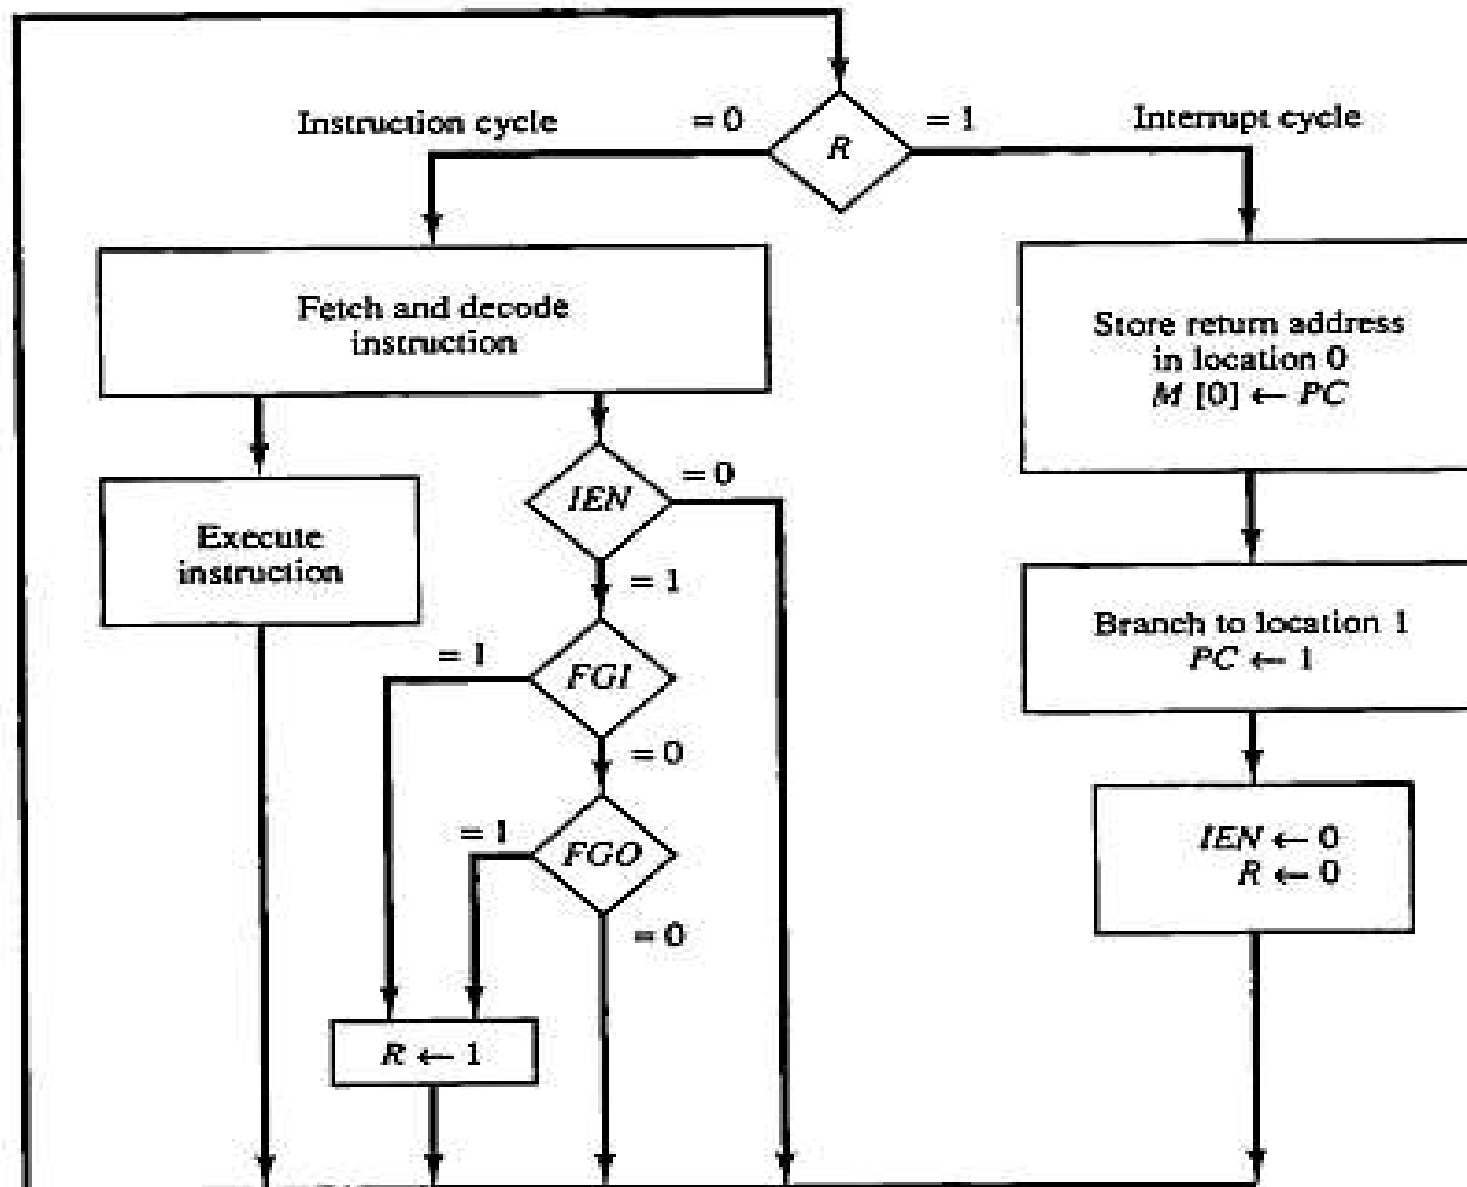 Instruction cycle
= 0
R
= 1
Interrupt cycle
Fetch and decode
instruction
Store return address
in location 0
M [0] ← PC
Execute
instruction
IEN
= 0
= 1
Branch to location 1
PC ← 1
FGI
= 1
= 0
FGO
= 1
= 0
IEN ← 0
R ← 0
R ← 1